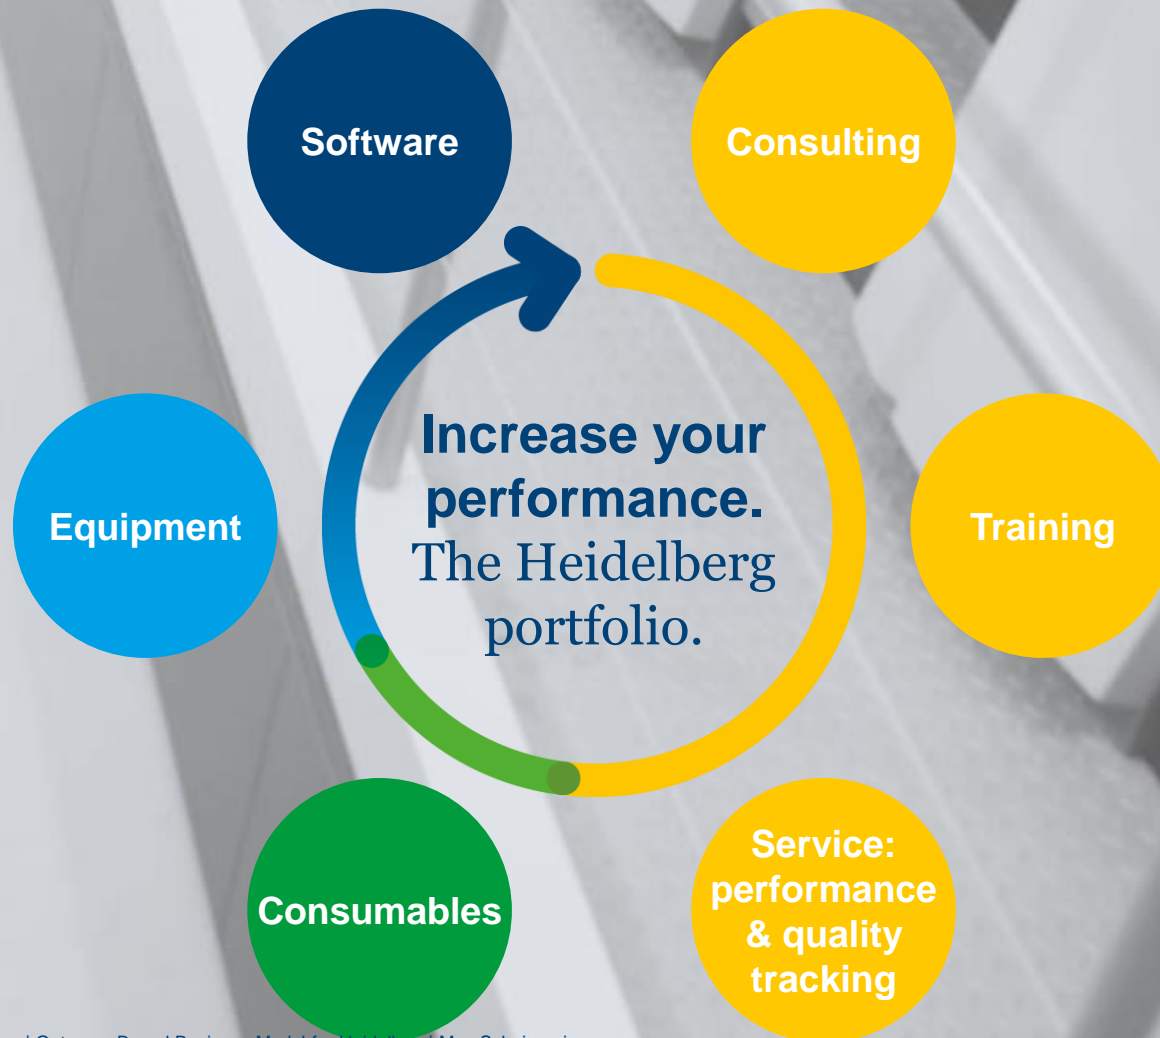 Software
Consulting
Increase your
performance.
The Heidelberg
portfolio.
Equipment
Training
Consumables
Service:
performance
& quality
tracking